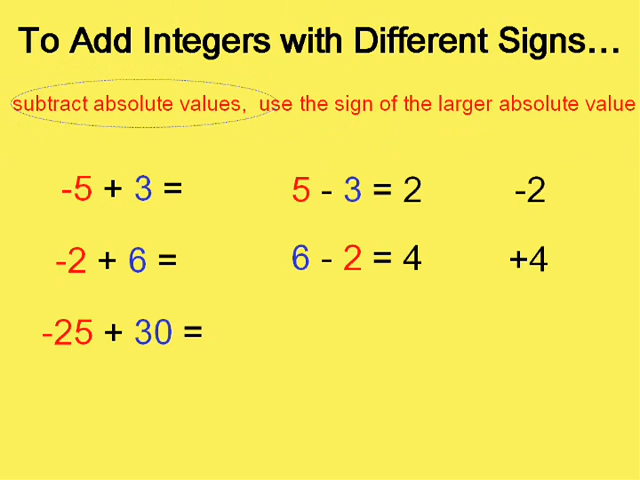 To Add Integers with Different Signs…
subtract absolute values, use the sign of the larger absolute value
-5 + 3 = 5 - 3 = 2 -2
-2 + 6 = 6 - 2 = 4 +4
-25 + 30 =